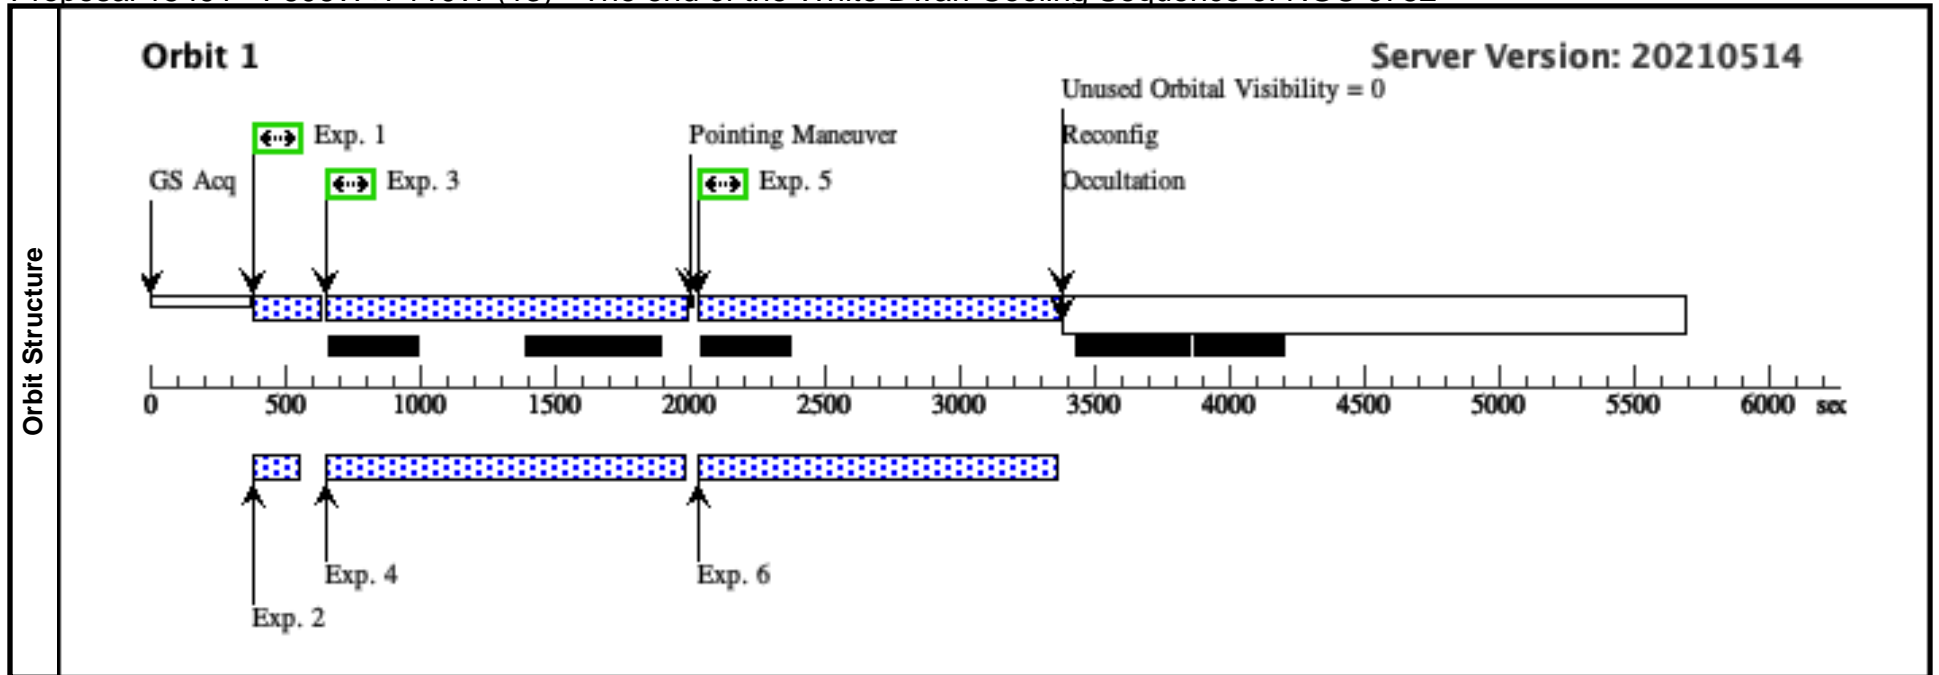 Orbit 1
Server Version: 20210514
Unused Orbital Visibility = 0
Exp. 1
Pointing Maneuver
Reconfig
GS Acq
Exp. 3
Exp. 5
Occultation
Orbit Structure
0 500 1000 1500 2000 2500 3000 3500 4000 4500 5000 5500 6000 sec
Exp. 4
Exp. 6
Exp. 2